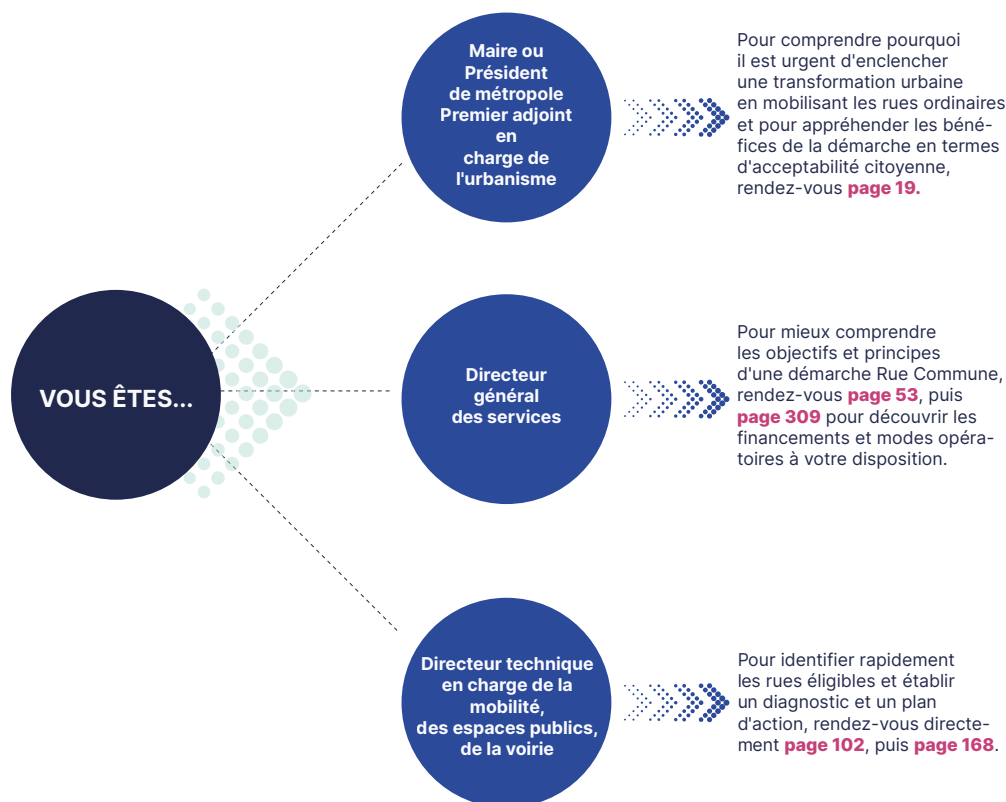 VOUS ÊTES...
Maire ou
Président
de métropole
Premier adjoint
en
charge de
l'urbanisme
Pour comprendre pourquoi
il est urgent d'enclencher
une transformation urbaine
en mobilisant les rues ordinaires
et pour appréhender les béné-
fices de la démarche en termes
d'acceptabilité citoyenne,
rendez-vous page 19.
Directeur
général
des services
Pour mieux comprendre
les objectifs et principes
d'une démarche Rue Commune,
rendez-vous page 53, puis
page 309 pour découvrir les
financements et modes opéra-
toires à votre disposition.
Directeur technique
en charge de la
mobilité,
des espaces publics,
de la voirie
Pour identifier rapidement
les rues éligibles et établir
un diagnostic et un plan
d'action, rendez-vous directe-
ment page 102, puis page 168.